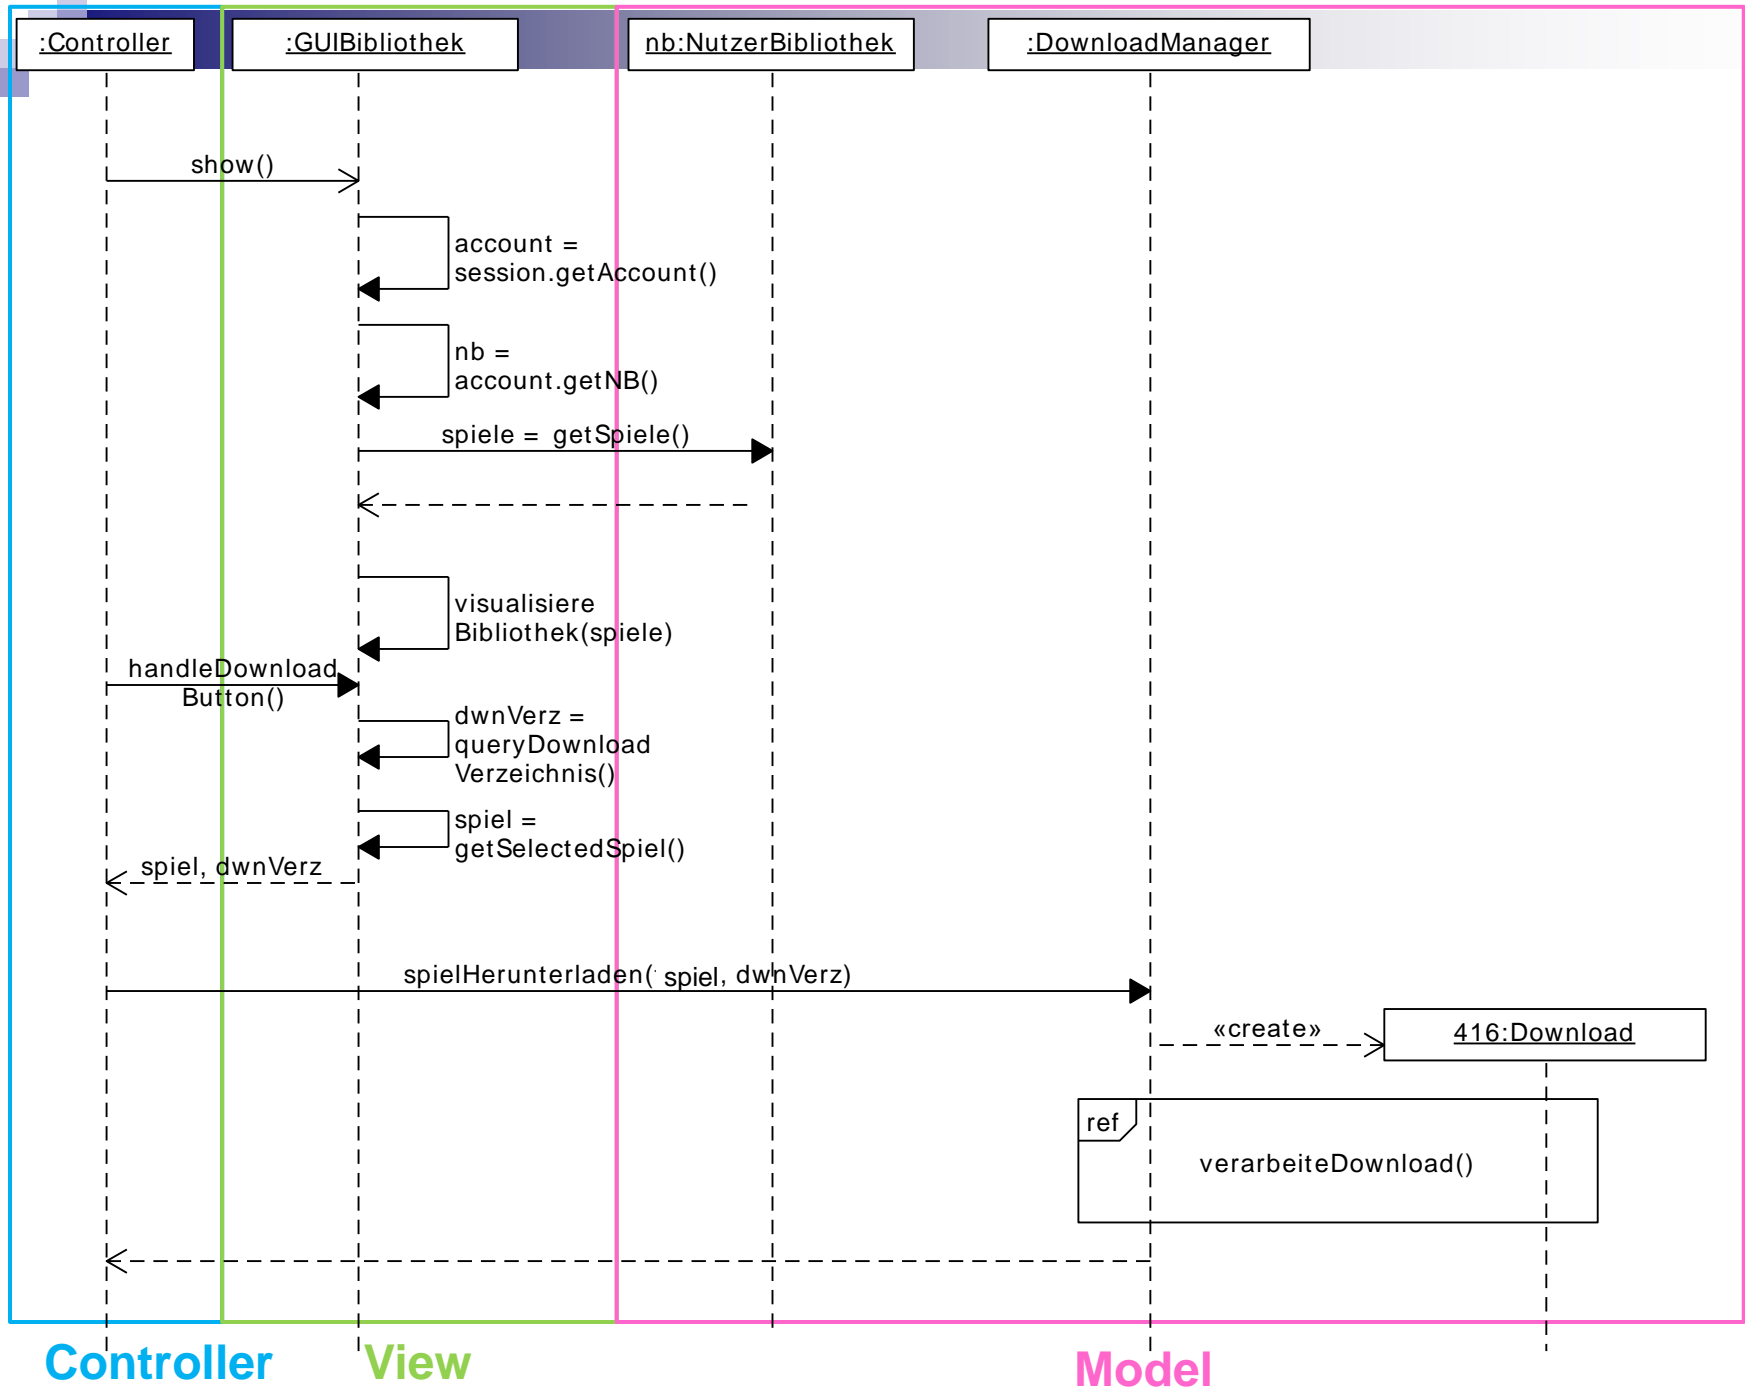 :Controller
:GUIBibliothek
nb:NutzerBibliothek
:DownloadManager
show()
account =
session.getAccount()
nb =
account.getNB()
spiele = getSpiele()
visualisiere
Bibliothek(spiele)
handleDownload
Button()
dwnVerz =
queryDownload
Verzeichnis()
spiel =
getSelectedSpiel()
spiel, dwnVerz
spielHerunterladen( spiel, dwnVerz)
«create»
416:Download
ref
verarbeiteDownload()
Controller
View
Model